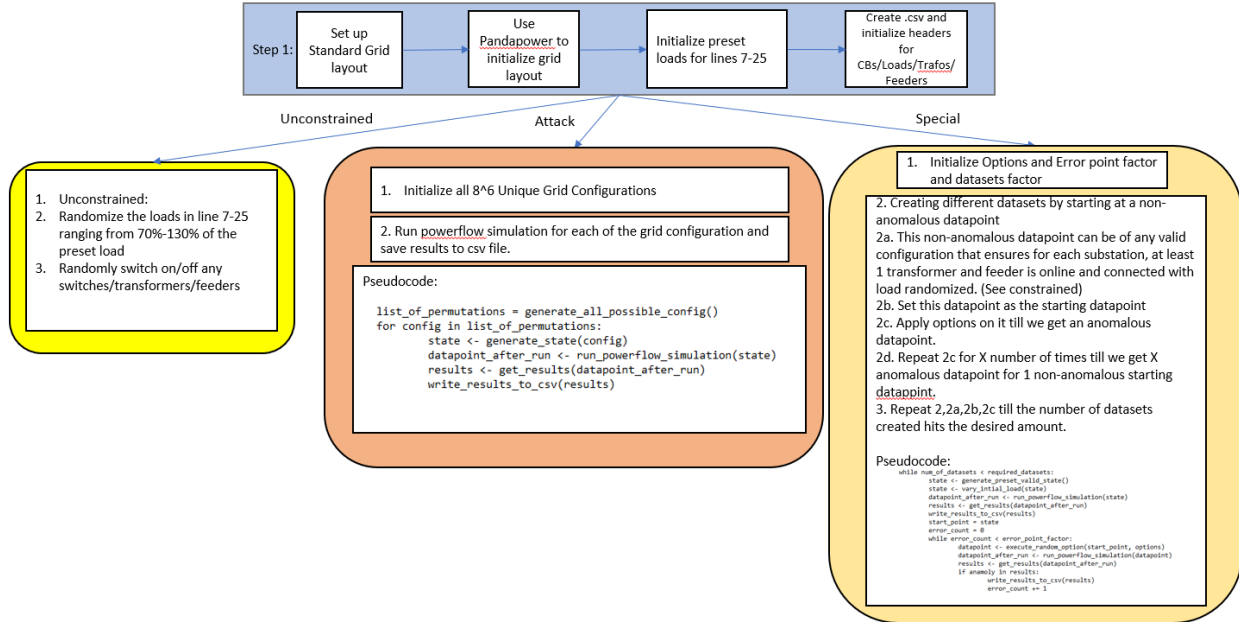 Step 1:
Set up
Standard Grid
layout
Use
Pandapower to
initialize grid
layout
Initialize preset
loads for lines 7-25
Create .csv and
initialize headers
for
CBs/Loads/Trafos/
Feeders
Unconstrained
Attack
Special
1. Unconstrained:
2. Randomize the loads in line 7-25
ranging from 70%-130% of the
preset load
3. Randomly switch on/off any
switches/transformers/feeders
1. Initialize all 8^6 Unique Grid Configurations
2. Run powerflow simulation for each of the grid configuration and
save results to csv file.
Pseudocode:
list_of_permutations = generate_all_possible_config()
for config in list_of_permutations:
state <- generate_state(config)
datapoint_after_run <- run_powerflow_simulation(state)
results <- get_results(datapoint_after_run)
write_results_to_csv(results)
1. Initialize Options and Error point factor
and datasets factor
2. Creating different datasets by starting at a non-
anomalous datapoint
2a. This non-anomalous datapoint can be of any valid
configuration that ensures for each substation, at least
1 transformer and feeder is online and connected with
load randomized. (See constrained)
2b. Set this datapoint as the starting datapoint
2c. Apply options on it till we get an anomalous
datapoint.
2d. Repeat 2c for X number of times till we get X
anomalous datapoint for 1 non-anomalous starting
datappint.
3. Repeat 2,2a,2b,2c till the number of datasets
created hits the desired amount.
Pseudocode:
while num_of_datasets < required_datasets:
state <- generate_preset_valid_state()
state <- vary_intial_load(state)
datapoint_after_run <- run_powerflow_simulation(state)
results <- get_results(datapoint_after_run)
write_results_to_csv(results)
start_point = state
error_count = 0
while error_count < error_point_factor:
datapoint <- execute_random_option(start_point, options)
datapoint_after_run <- run_powerflow_simulation(datapoint)
results <- get_results(datapoint_after_run)
if anamoly in results:
write_results_to_csv(results)
error_count += 1